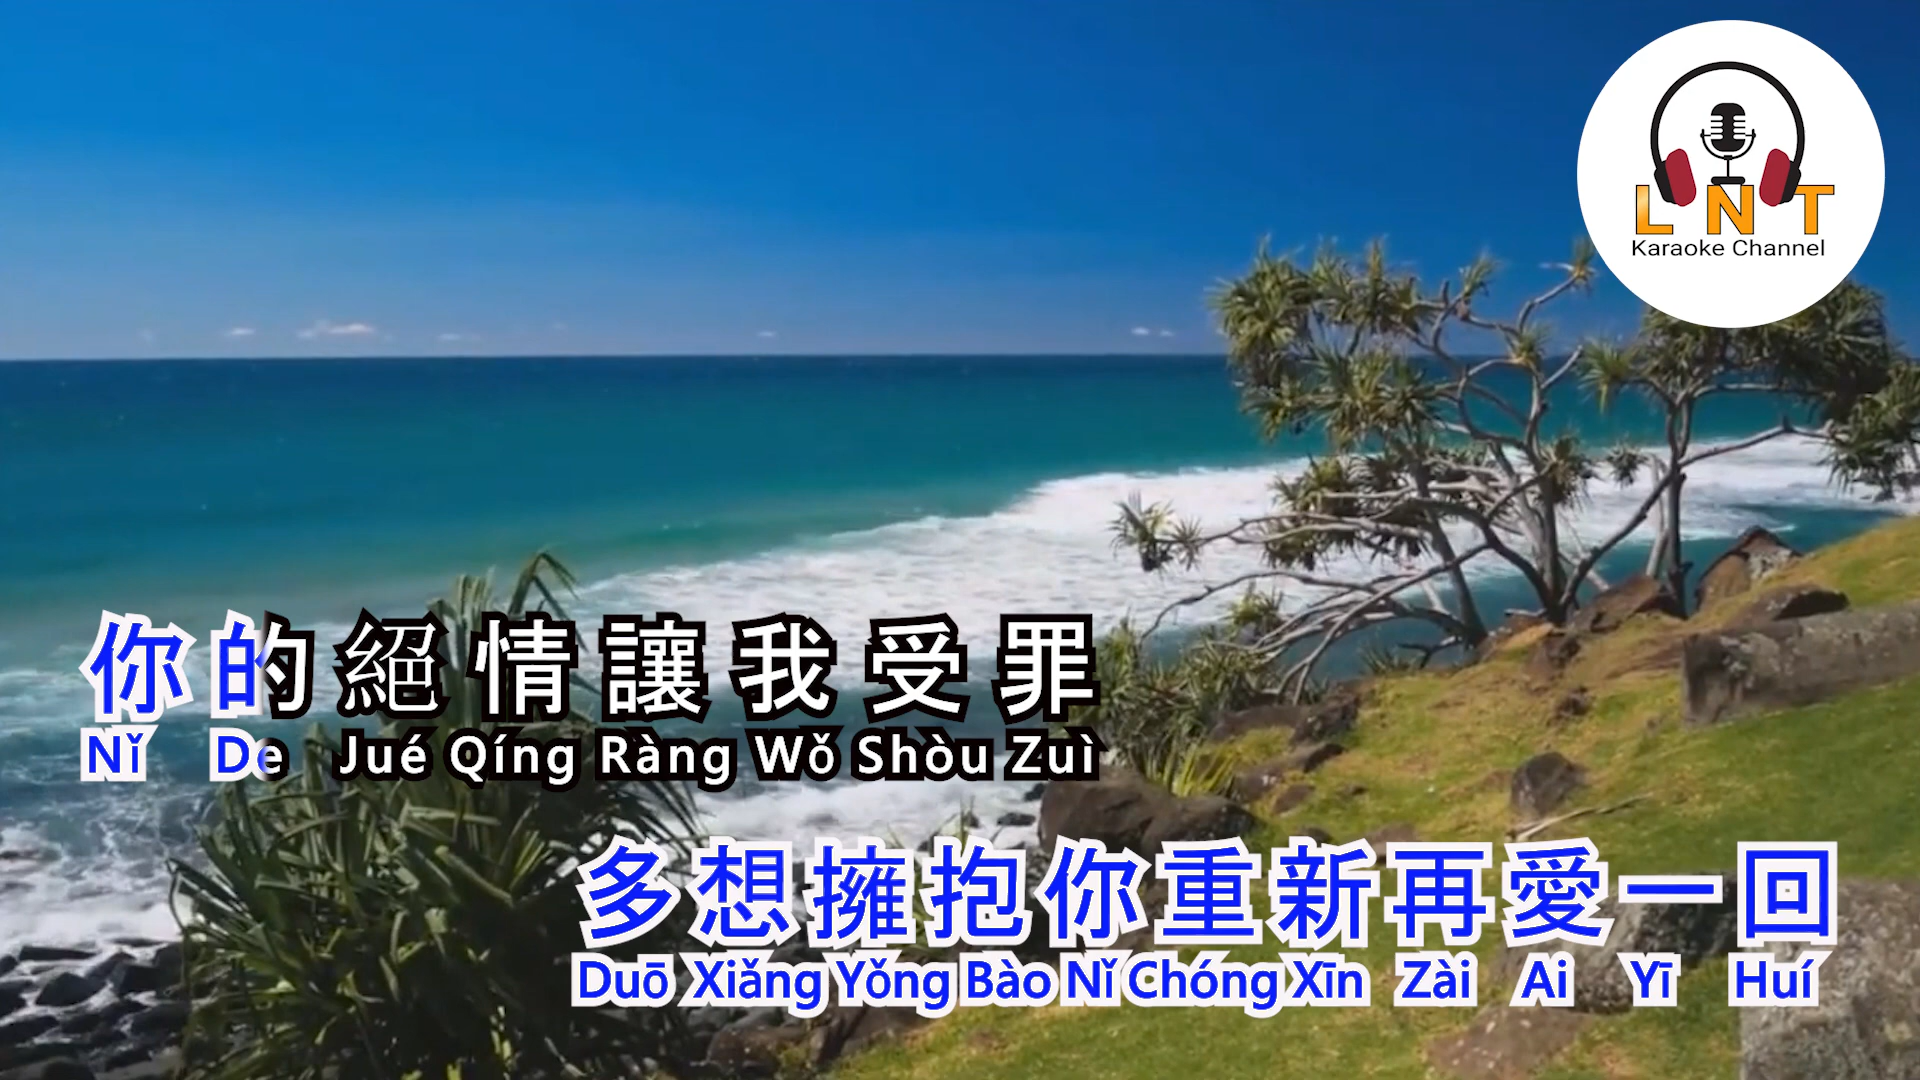 L N T
Karaoke Channel
你的絕情讓我受罪
Nǐ De Jué Qíng Ràng Wǒ Shòu Zuì
多想擁抱你重新再愛一回
Duō Xiǎng Yǒng Bào Nǐ Chóng Xīn Zài Ai Yī Huí